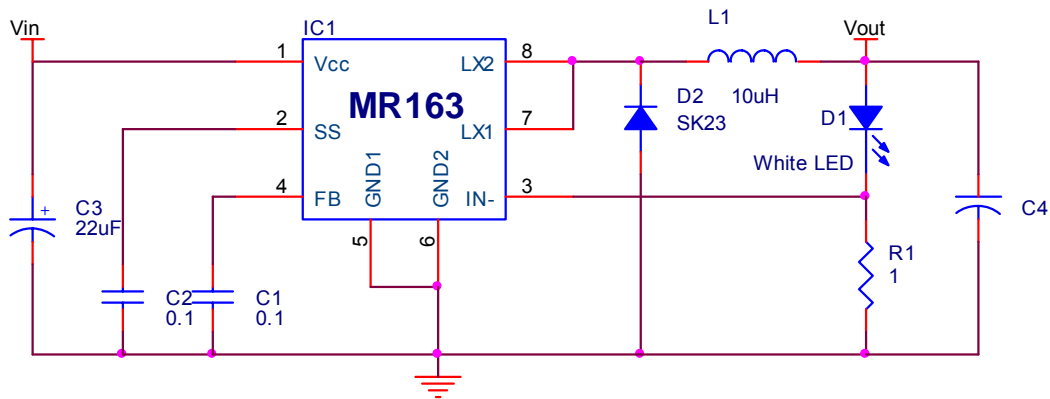 Vin
IC1
L1
Vout
1
Vcc
LX2
8
MR163
D2
SK23
10uH
D1
2
SS
LX1
7
White LED
4
FB
GND1
GND2
IN-
3
C3
22uF
+
C4
5
6
R1
1
C2
0.1
C1
0.1